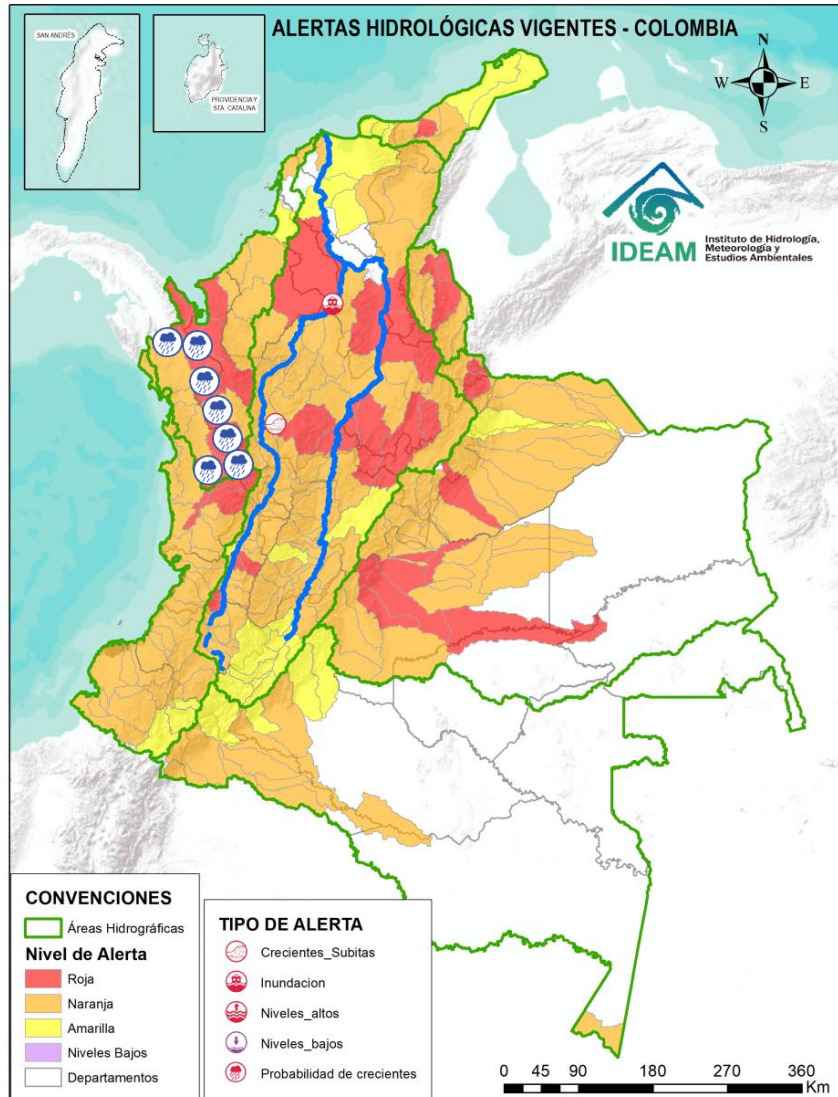 ALERTAS HIDROLÓGICAS VIGENTES - COLOMBIA
SAN ANDRÉS
PROVIDENCIA Y
STA. CATALINA
N
W
E
S
IDEAM
Instituto de Hidrología,
Meteorología y
Estudios Ambientales
CONVENCIONES
Áreas Hidrográficas
Nivel de Alerta
Roja
Naranja
Amarilla
Niveles Bajos
Departamentos
TIPO DE ALERTA
Crecientes_Subitas
Inundacion
Niveles_altos
Niveles_bajos
Probabilidad de crecientes
0 45 90 180 270 360
Km